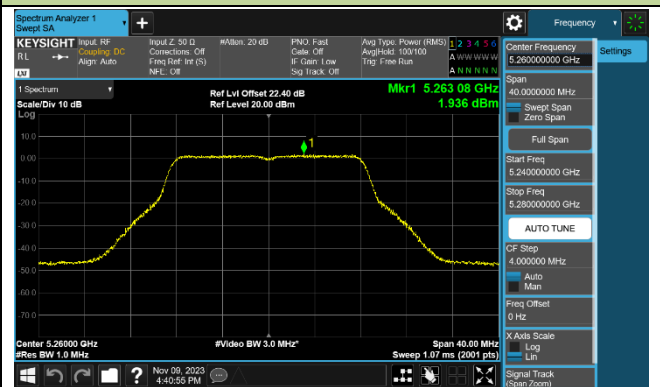 Spectrum Analyzer 1
Swept SA
Frequency
KEYSIGHT
RL
LXI
Input: RF
Coupling: DC
Align: Auto
Input Z: 50 Ω
Corrections: Off
Freq Ref: Int (S)
NFE: Off
#Atten: 20 dB
PNO: Fast
Gate: Off
IF Gain: Low
Sig Track: Off
Avg Type: Power (RMS)
Avg|Hold: 100/100
Trig: Free Run
1 2 3 4 5 6
A W W W W W
A N N N N N
1 Spectrum
Scale/Div 10 dB
Log
Ref Lvl Offset 22.40 dB
Ref Level 20.00 dBm
Mkr1 5.263 08 GHz
1.936 dBm
1
10.0
0.00
-10.0
-20.0
-30.0
-40.0
-50.0
-60.0
-70.0
Center 5.26000 GHz
#Res BW 1.0 MHz
#Video BW 3.0 MHz*
Span 40.00 MHz
Sweep 1.07 ms (2001 pts)
Center Frequency
5.260000000 GHz
Span
40.0000000 MHz
Swept Span
Zero Span
Full Span
Start Freq
5.240000000 GHz
Stop Freq
5.280000000 GHz
AUTO TUNE
CF Step
4.000000 MHz
Auto
Man
Freq Offset
0 Hz
X Axis Scale
Log
Lin
Signal Track
(Span Zoom)
Settings
?
Nov 09, 2023
4:40:55 PM